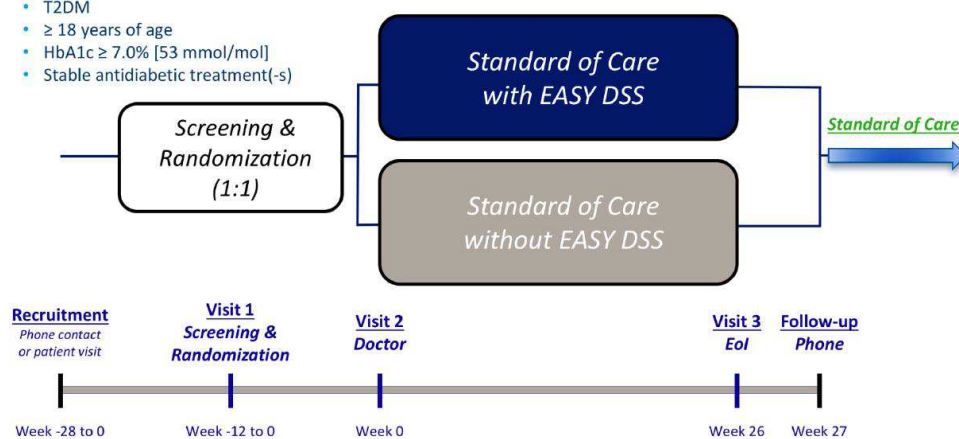 • T2DM
• ≥ 18 years of age
• HbA1c ≥ 7.0% [53 mmol/mol]
• Stable antidiabetic treatment(-s)
Screening &
Randomization
(1:1)
Standard of Care
with EASY DSS
Standard of Care
without EASY DSS
Standard of Care
Recruitment
Phone contact
or patient visit
Visit 1
Screening &
Randomization
Visit 2
Doctor
Visit 3
EoI
Follow-up
Phone
Week -28 to 0
Week -12 to 0
Week 0
Week 26
Week 27